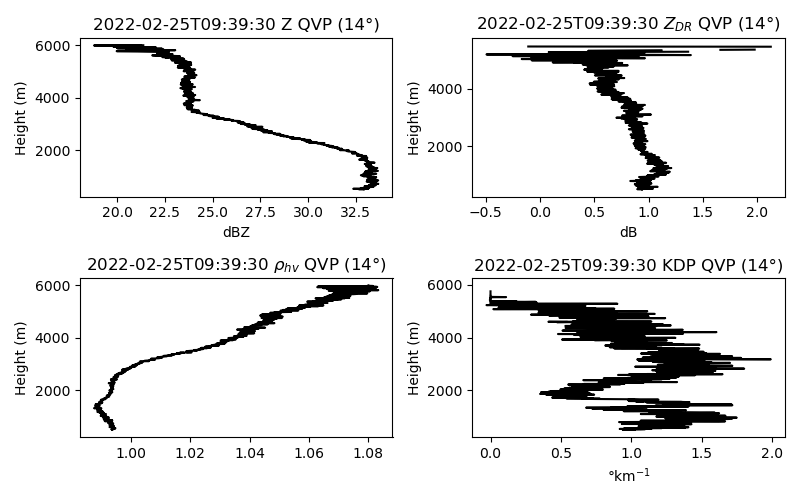 2022-02-25T09:39:30 Z QVP (14°)
6000
4000
2000
Height (m)
20.0 22.5 25.0 27.5 30.0 32.5
dBZ
2022-02-25T09:39:30 Z_DR QVP (14°)
4000
2000
Height (m)
−0.5 0.0 0.5 1.0 1.5 2.0
dB
2022-02-25T09:39:30 ρ_hv QVP (14°)
6000
4000
2000
Height (m)
1.00 1.02 1.04 1.06 1.08
2022-02-25T09:39:30 KDP QVP (14°)
6000
4000
2000
Height (m)
0.0 0.5 1.0 1.5 2.0
°km⁻¹